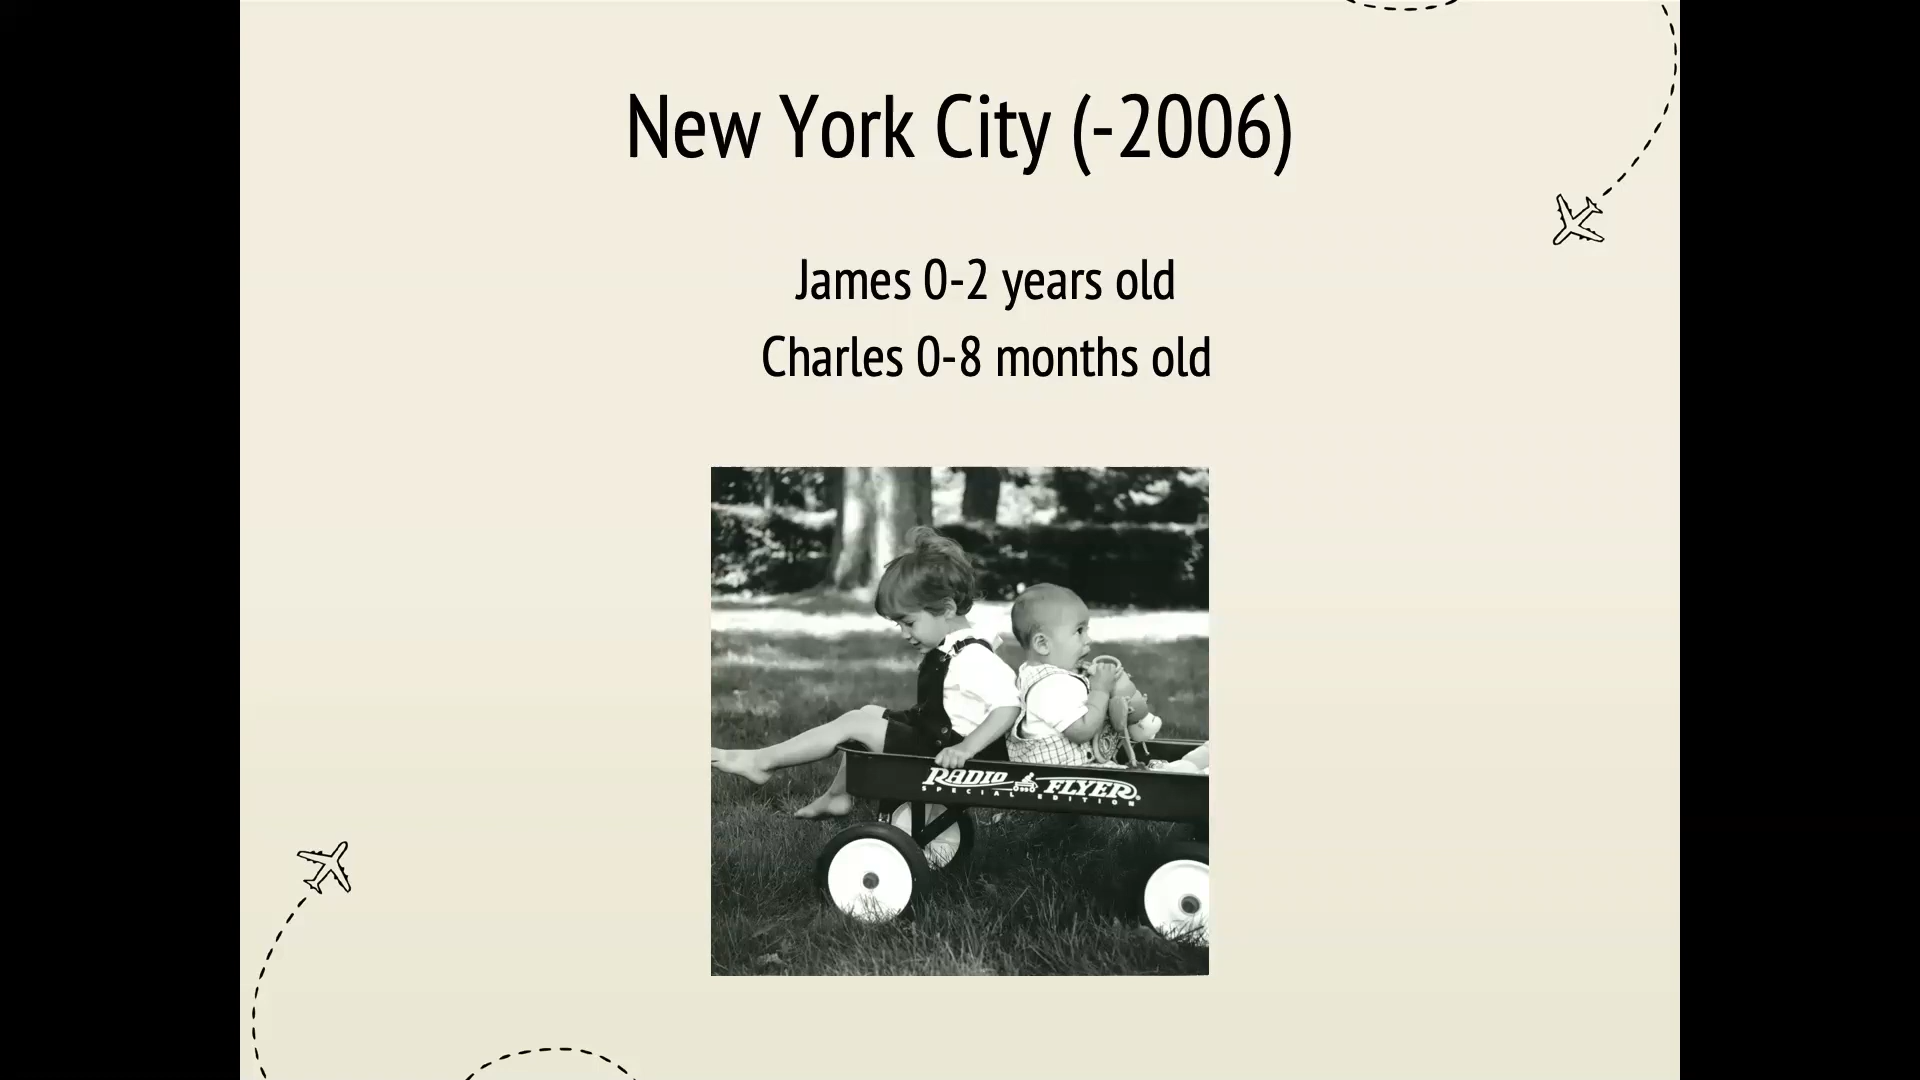 New York City (-2006)
James 0-2 years old
Charles 0-8 months old
RADIO FLYER
SPECIAL EDITION